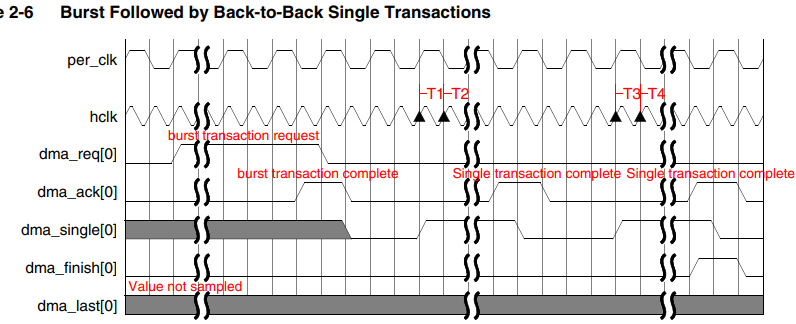 e 2-6 Burst Followed by Back-to-Back Single Transactions
per_clk
T1 T2 T3 T4
hclk
burst transaction request
dma_req[0]
burst transaction complete Single transaction complete Single transaction complete
dma_ack[0]
dma_single[0]
dma_finish[0]
Value not sampled
dma_last[0]